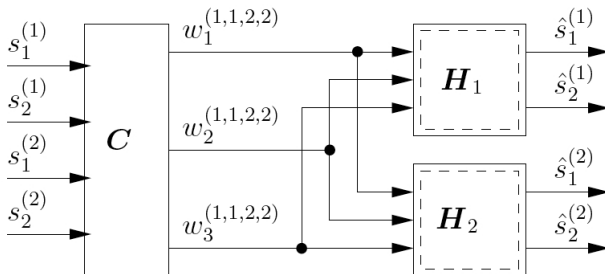 s_1^{(1)}
s_2^{(1)}
s_1^{(2)}
s_2^{(2)}
C
w_1^{(1,1,2,2)}
w_2^{(1,1,2,2)}
w_3^{(1,1,2,2)}
H_1
H_2
ŝ_1^{(1)}
ŝ_2^{(1)}
ŝ_1^{(2)}
ŝ_2^{(2)}